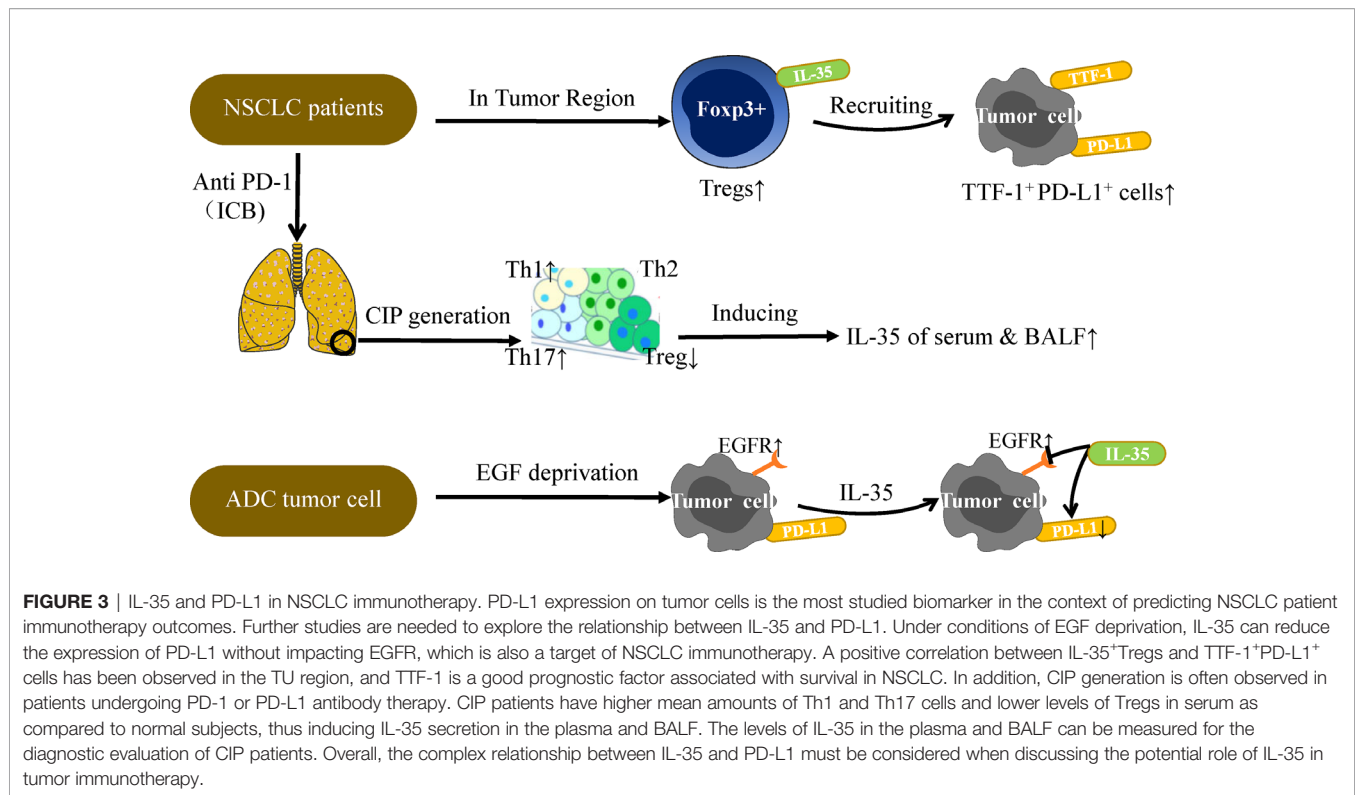 NSCLC patients
In Tumor Region
IL-35
Foxp3+
Tregs↑
Recruiting
TTF-1
Tumor cell
PD-L1
TTF-1⁺ PD-L1⁺ cells↑
Anti PD-1
（ICB)
CIP generation
Th1↑
Th2
Th17↑
Treg↓
Inducing
IL-35 of serum & BALF↑
ADC tumor cell
EGF deprivation
EGFR↑
Tumor cell
PD-L1
IL-35
EGFR↑
IL-35
Tumor cell
PD-L1↓
FIGURE 3 | IL-35 and PD-L1 in NSCLC immunotherapy. PD-L1 expression on tumor cells is the most studied biomarker in the context of predicting NSCLC patient
immunotherapy outcomes. Further studies are needed to explore the relationship between IL-35 and PD-L1. Under conditions of EGF deprivation, IL-35 can reduce
the expression of PD-L1 without impacting EGFR, which is also a target of NSCLC immunotherapy. A positive correlation between IL-35⁺Tregs and TTF-1⁺PD-L1⁺
cells has been observed in the TU region, and TTF-1 is a good prognostic factor associated with survival in NSCLC. In addition, CIP generation is often observed in
patients undergoing PD-1 or PD-L1 antibody therapy. CIP patients have higher mean amounts of Th1 and Th17 cells and lower levels of Tregs in serum as
compared to normal subjects, thus inducing IL-35 secretion in the plasma and BALF. The levels of IL-35 in the plasma and BALF can be measured for the
diagnostic evaluation of CIP patients. Overall, the complex relationship between IL-35 and PD-L1 must be considered when discussing the potential role of IL-35 in
tumor immunotherapy.